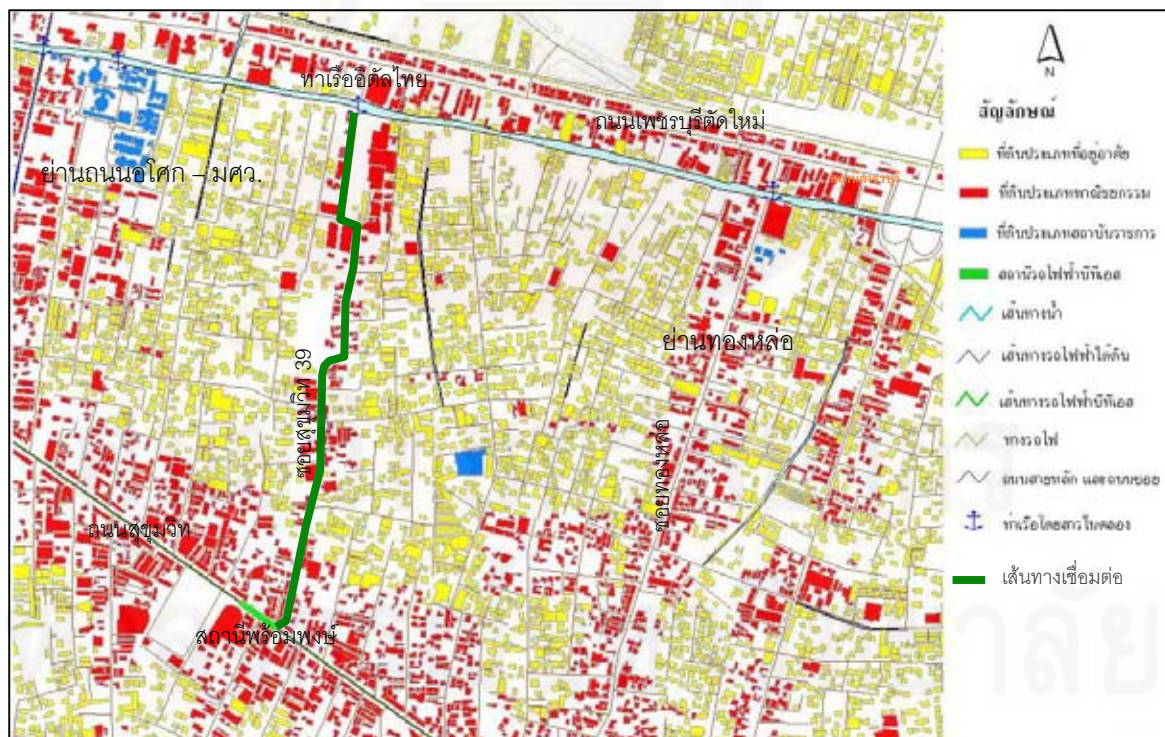 ท่าเรืออิตัลไทย
ถนนเพชรบุรีตัดใหม่
ย่านถนนอโศก – มศว.
ย่านทองหล่อ
ซอยสุขุมวิท 39
ซอยทองหล่อ
ถนนสุขุมวิท
สถานีพร้อมพงษ์
N
สัญลักษณ์
ที่ดินประเภทที่อยู่อาศัย
ที่ดินประเภทพาณิชยกรรม
ที่ดินประเภทสถาบันราชการ
สถานีรถไฟฟ้าบีทีเอส
เส้นทางน้ำ
เส้นทางรถไฟฟ้าใต้ดิน
เส้นทางรถไฟฟ้าบีทีเอส
ทางรถไฟ
ถนนสายหลัก และถนนซอย
ท่าเรือโดยสารในคลอง
เส้นทางเชื่อมต่อ
าลัย